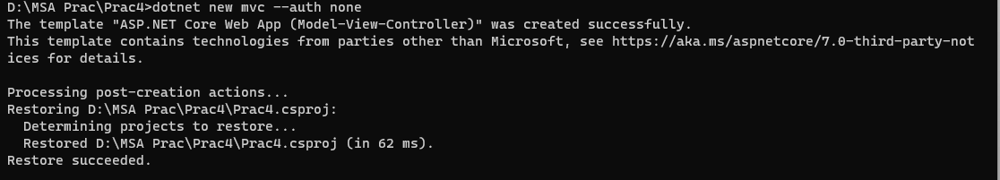 D:\MSA Prac\Prac4>dotnet new mvc --auth none
The template "ASP.NET Core Web App (Model-View-Controller)" was created successfully.
This template contains technologies from parties other than Microsoft, see https://aka.ms/aspnetcore/7.0-third-party-not
ices for details.

Processing post-creation actions...
Restoring D:\MSA Prac\Prac4\Prac4.csproj:
  Determining projects to restore...
  Restored D:\MSA Prac\Prac4\Prac4.csproj (in 62 ms).
Restore succeeded.